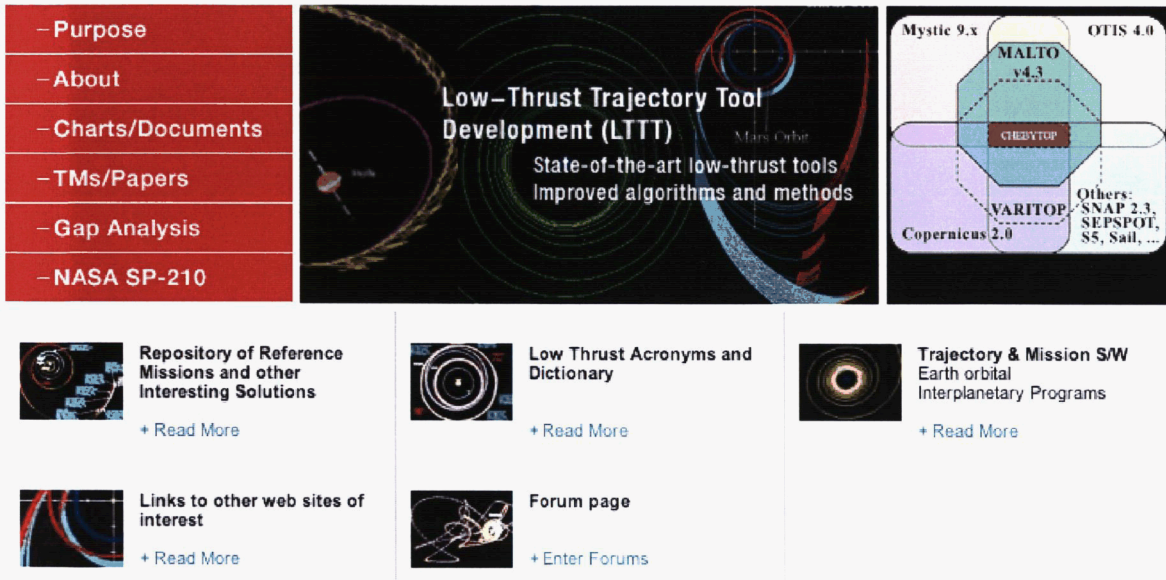 – Purpose
– About
– Charts/Documents
– TMs/Papers
– Gap Analysis
– NASA SP-210
Low–Thrust Trajectory Tool
Development (LTTT)
Mars Orbit
State-of-the-art low-thrust tools
Improved algorithms and methods
Mystic 9.x
OTIS 4.0
MALTO
v4.3
CHEBYTOP
VARITOP
Others:
SNAP 2.3,
SEPSPOT,
S5, Sail, ...
Copernicus 2.0
Repository of Reference
Missions and other
Interesting Solutions
+ Read More
Low Thrust Acronyms and
Dictionary
+ Read More
Trajectory & Mission S/W
Earth orbital
Interplanetary Programs
+ Read More
Links to other web sites of
interest
+ Read More
Forum page
+ Enter Forums